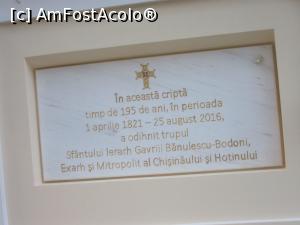 (c) AmFostAcolo®
În această criptă
timp de 195 de ani, în perioada
1 aprilie 1821 – 25 august 2016,
a odihnit trupul
Sfântului Ierarh Gavriil Bănulescu-Bodoni,
Exarh și Mitropolit al Chișinăului și Hotinului